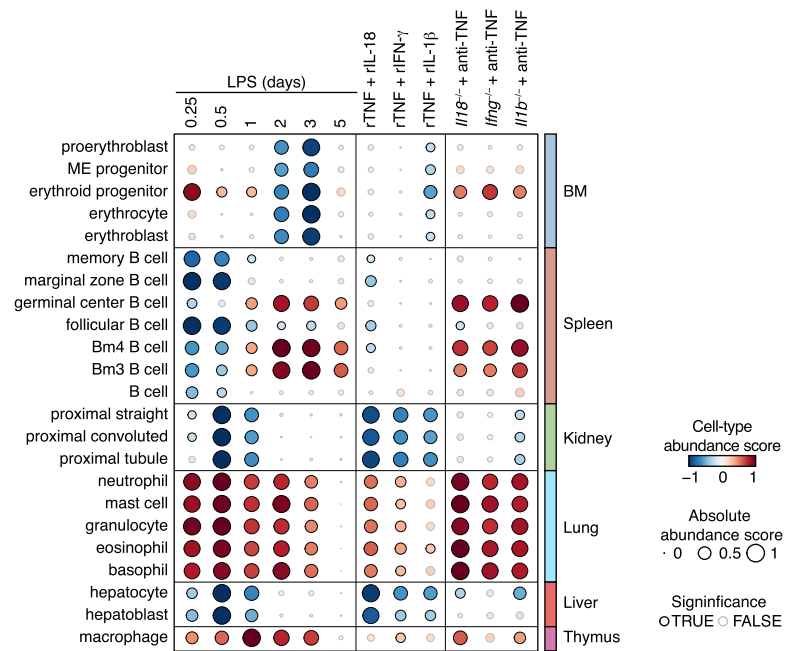 LPS (days)
0.25
0.5
1
2
3
5
rTNF + rIL-18
rTNF + rIFN-γ
rTNF + rIL-1β
Il18–/– + anti-TNF
Ifng–/– + anti-TNF
Il1b–/– + anti-TNF
proerythroblast
ME progenitor
erythroid progenitor
erythrocyte
erythroblast
BM
memory B cell
marginal zone B cell
germinal center B cell
follicular B cell
Bm4 B cell
Bm3 B cell
B cell
Spleen
proximal straight
proximal convoluted
proximal tubule
Kidney
neutrophil
mast cell
granulocyte
eosinophil
basophil
Lung
hepatocyte
hepatoblast
Liver
macrophage
Thymus
Cell-type
abundance score
−1 0 1
Absolute
abundance score
0 0.5 1
Signinficance
TRUE FALSE